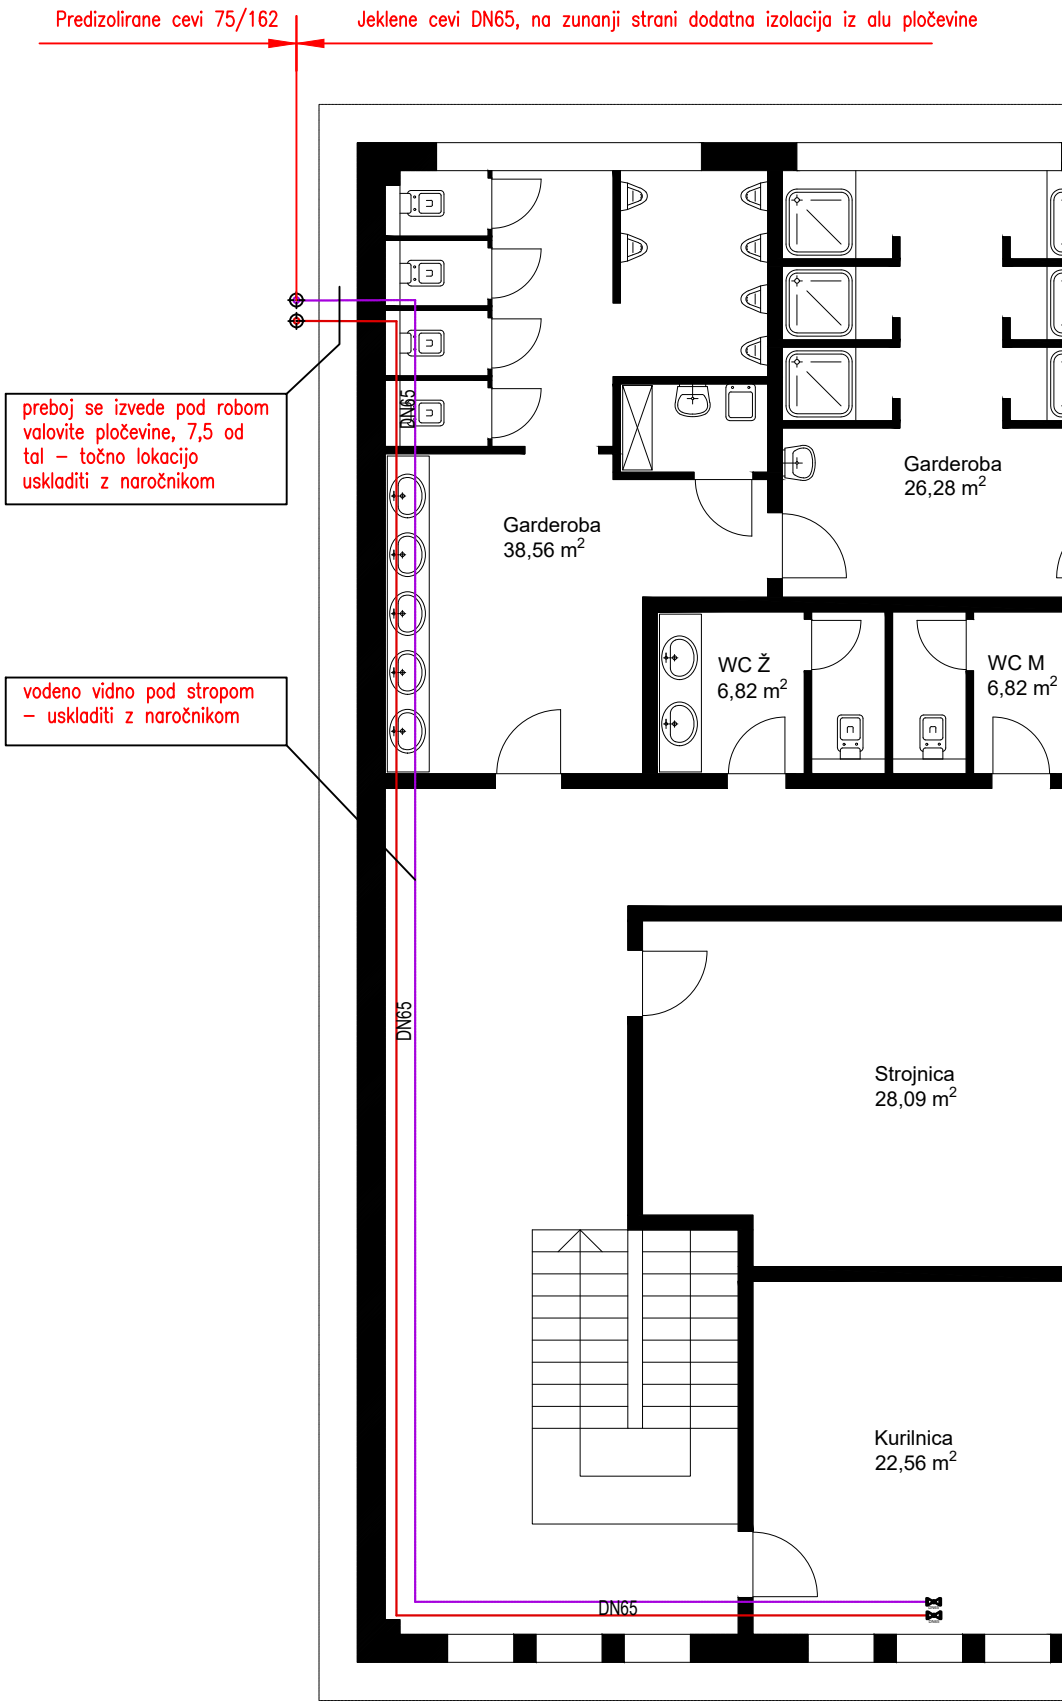 Predizolirane cevi 75/162
Jeklene cevi DN65, na zunanji strani dodatna izolacija iz alu pločevine
preboj se izvede pod robom
valovite pločevine, 7,5 od
tal – točno lokacijo
uskladiti z naročnikom
DN65
Garderoba
38,56 m²
Garderoba
26,28 m²
WC Ž
6,82 m²
WC M
6,82 m²
vodeno vidno pod stropom
– uskladiti z naročnikom
DN65
Strojnica
28,09 m²
Kurilnica
22,56 m²
DN65